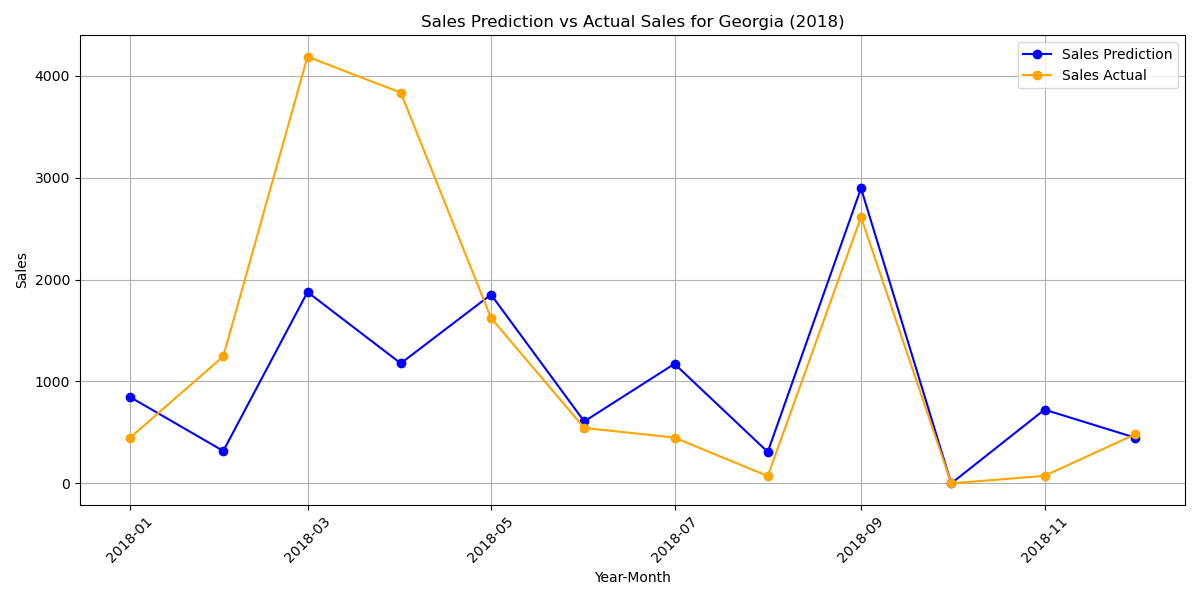 Sales Prediction vs Actual Sales for Georgia (2018)
Sales Prediction
Sales Actual
4000
3000
2000
1000
0
Sales
2018-01
2018-03
2018-05
2018-07
2018-09
2018-11
Year-Month